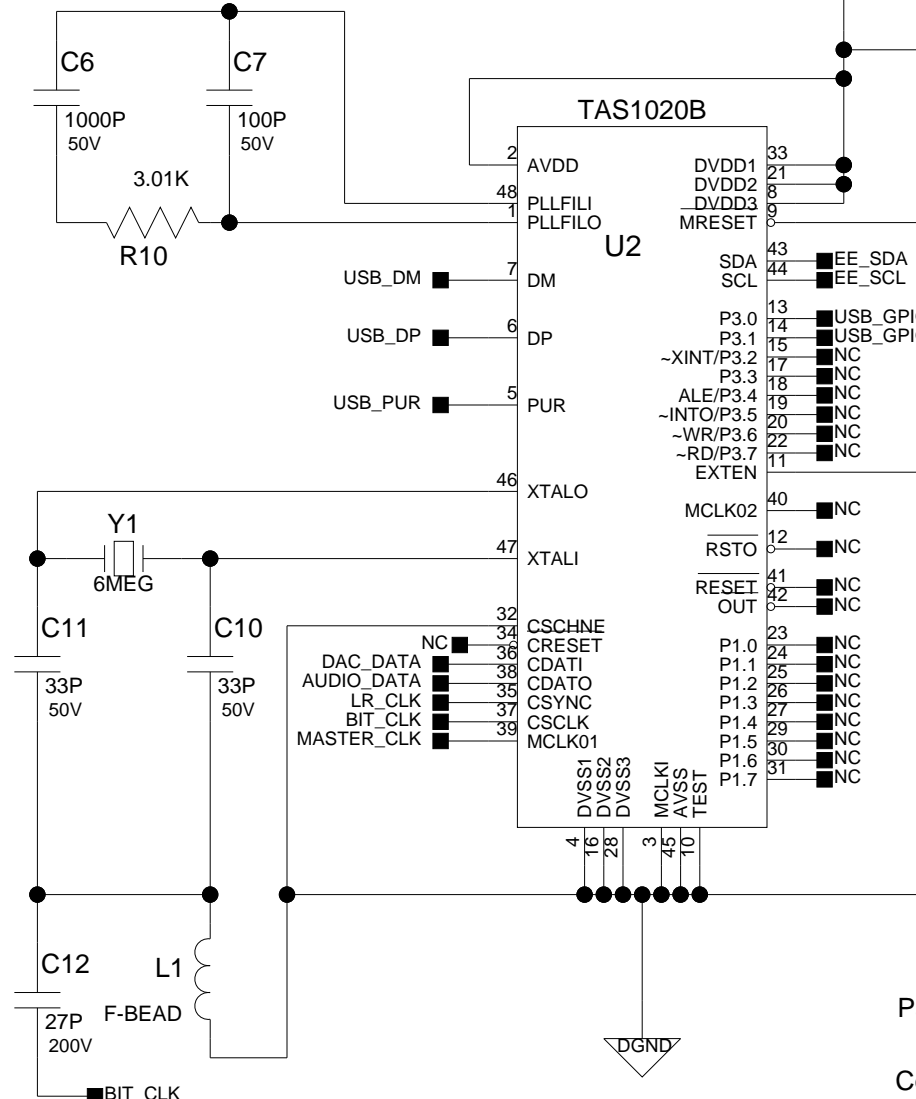 C6
1000P
50V
C7
100P
50V
3.01K
R10
TAS1020B
U2
2 AVDD
48 PLLFILI
1 PLLFILO
USB_DM 7 DM
USB_DP 6 DP
USB_PUR 5 PUR
46 XTALO
47 XTALI
32 CSCHNE
NC 34 CRESET
DAC_DATA 36 CDATI
AUDIO_DATA 38 CDATO
LR_CLK 35 CSYNC
BIT_CLK 37 CSCLK
MASTER_CLK 39 MCLK01
DVDD1 33
DVDD2 21
DVDD3 8
MRESET 9
SDA 43 EE_SDA
SCL 44 EE_SCL
P3.0 13 USB_GPI
P3.1 14 USB_GPI
~XINT/P3.2 15 NC
P3.3 17 NC
ALE/P3.4 18 NC
~INTO/P3.5 19 NC
~WR/P3.6 20 NC
~RD/P3.7 22 NC
EXTEN 11
MCLK02 40 NC
RSTO 12 NC
RESET 41 NC
OUT 42 NC
P1.0 23 NC
P1.1 24 NC
P1.2 25 NC
P1.3 26 NC
P1.4 27 NC
P1.5 29 NC
P1.6 30 NC
P1.7 31 NC
DVSS1 4
DVSS2 16
DVSS3 28
MCLKI 3
AVSS 45
TEST 10
Y1
6MEG
C11
33P
50V
C10
33P
50V
C12
27P
200V
L1
F-BEAD
BIT_CLK
DGND
P